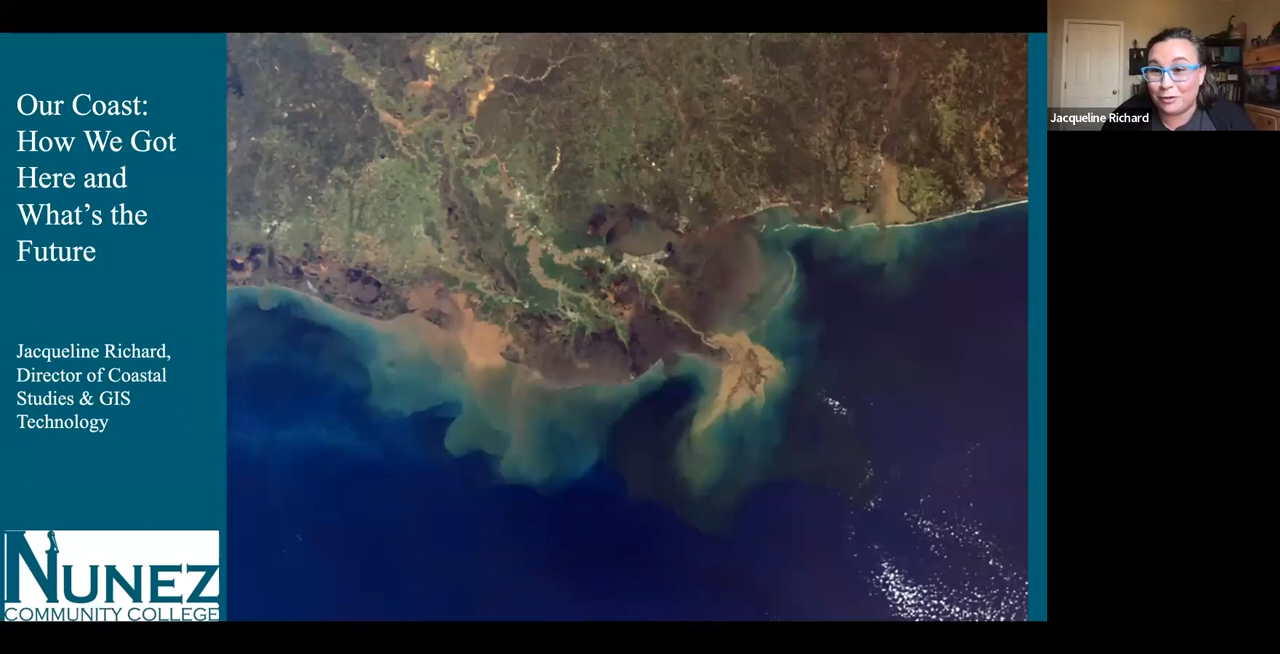 Our Coast:
How We Got
Here and
What's the
Future
Jacqueline Richard,
Director of Coastal
Studies & GIS
Technology
NUNEZ
COMMUNITY COLLEGE
Jacqueline Richard